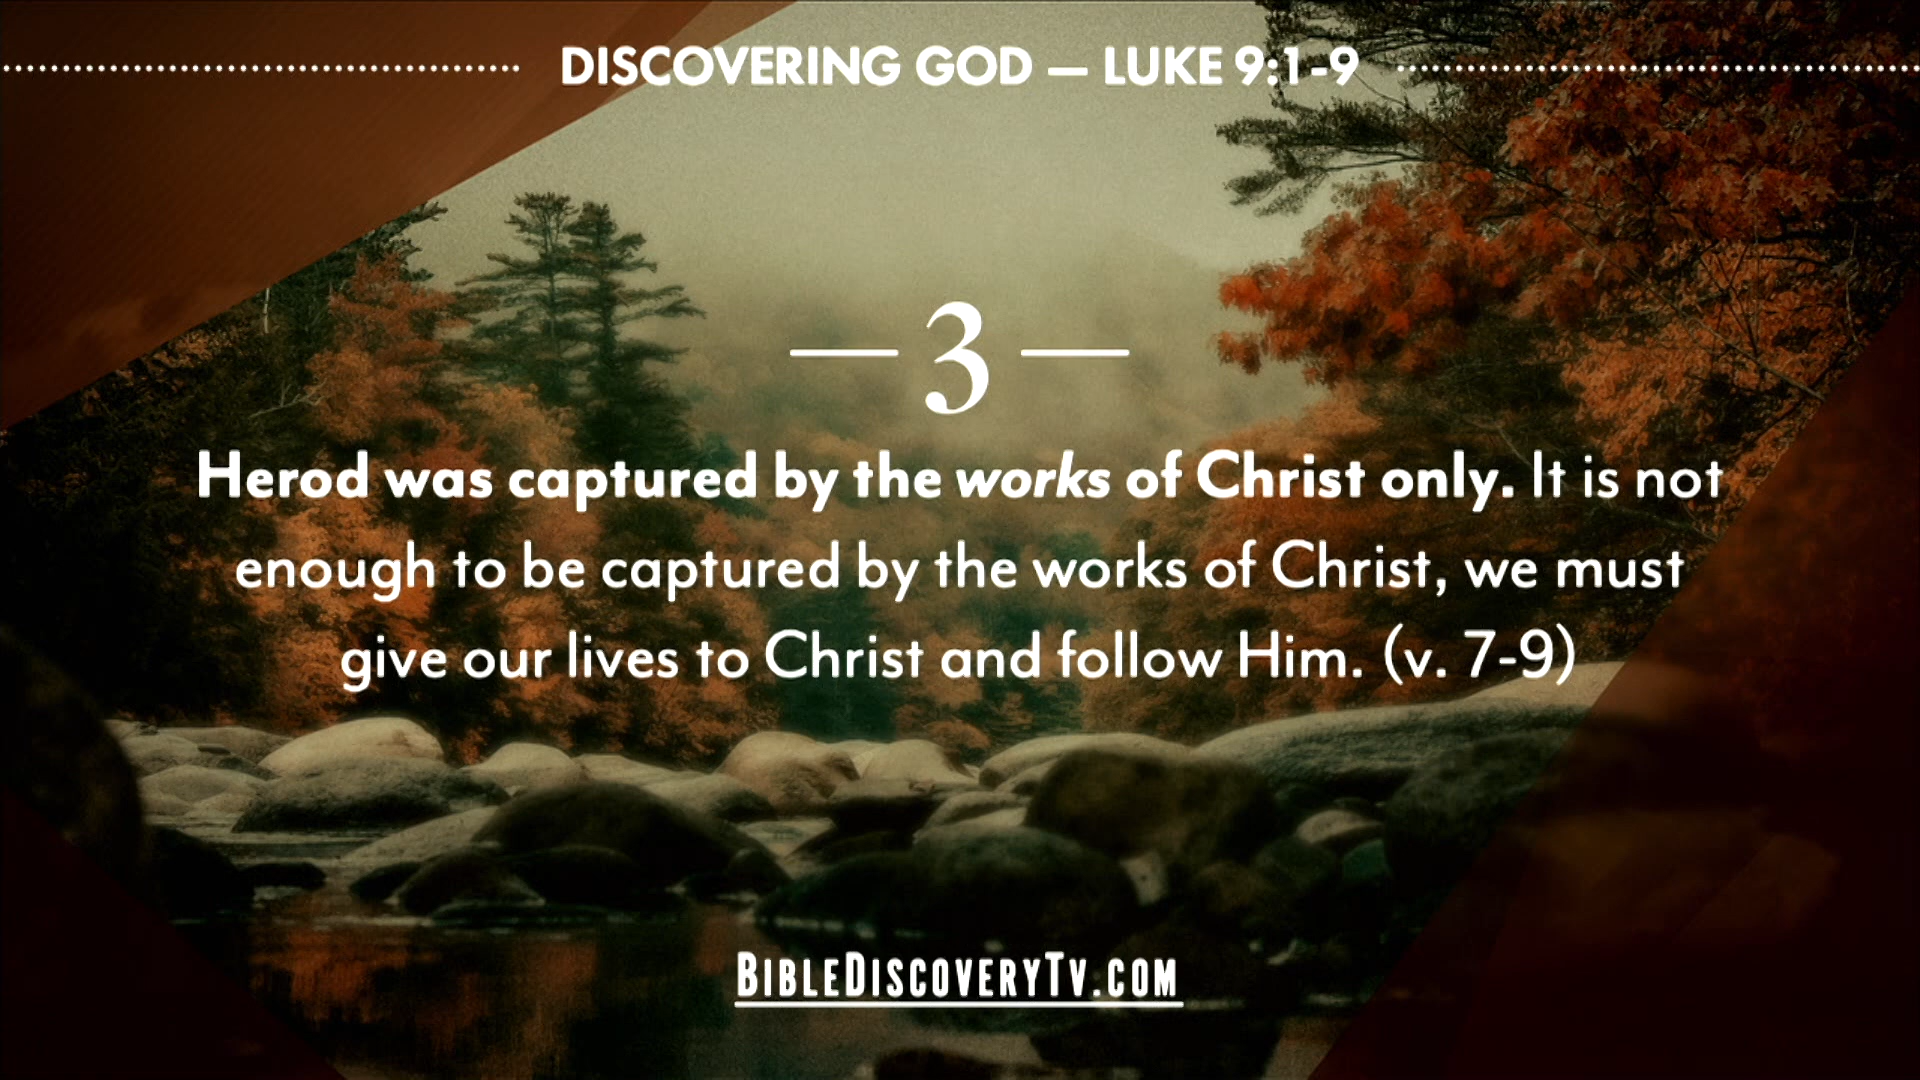 DISCOVERING GOD — LUKE 9:1-9
— 3 —
Herod was captured by the works of Christ only. It is not
enough to be captured by the works of Christ, we must
give our lives to Christ and follow Him. (v. 7-9)
BIBLEDISCOVERYTV.COM